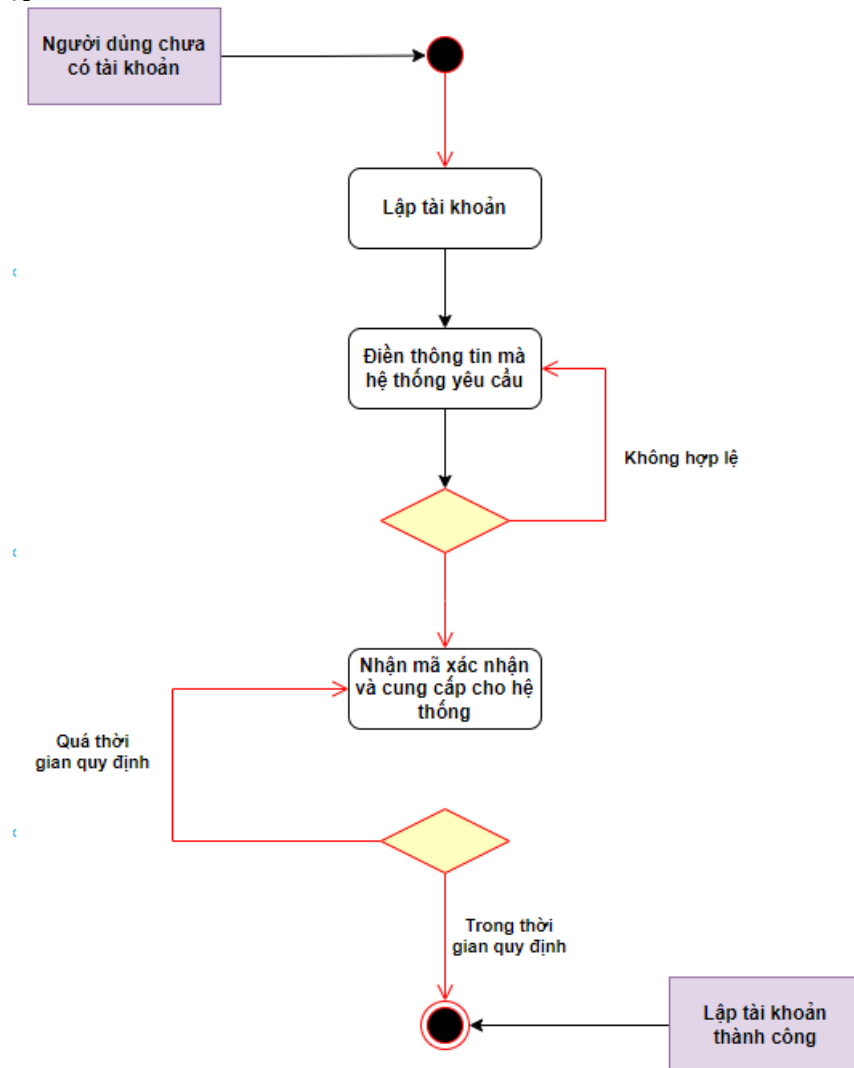 Người dùng chưa
có tài khoản
Lập tài khoản
Điền thông tin mà
hệ thống yêu cầu
Không hợp lệ
Nhận mã xác nhận
và cung cấp cho hệ
thống
Quá thời
gian quy định
Trong thời
gian quy định
Lập tài khoản
thành công